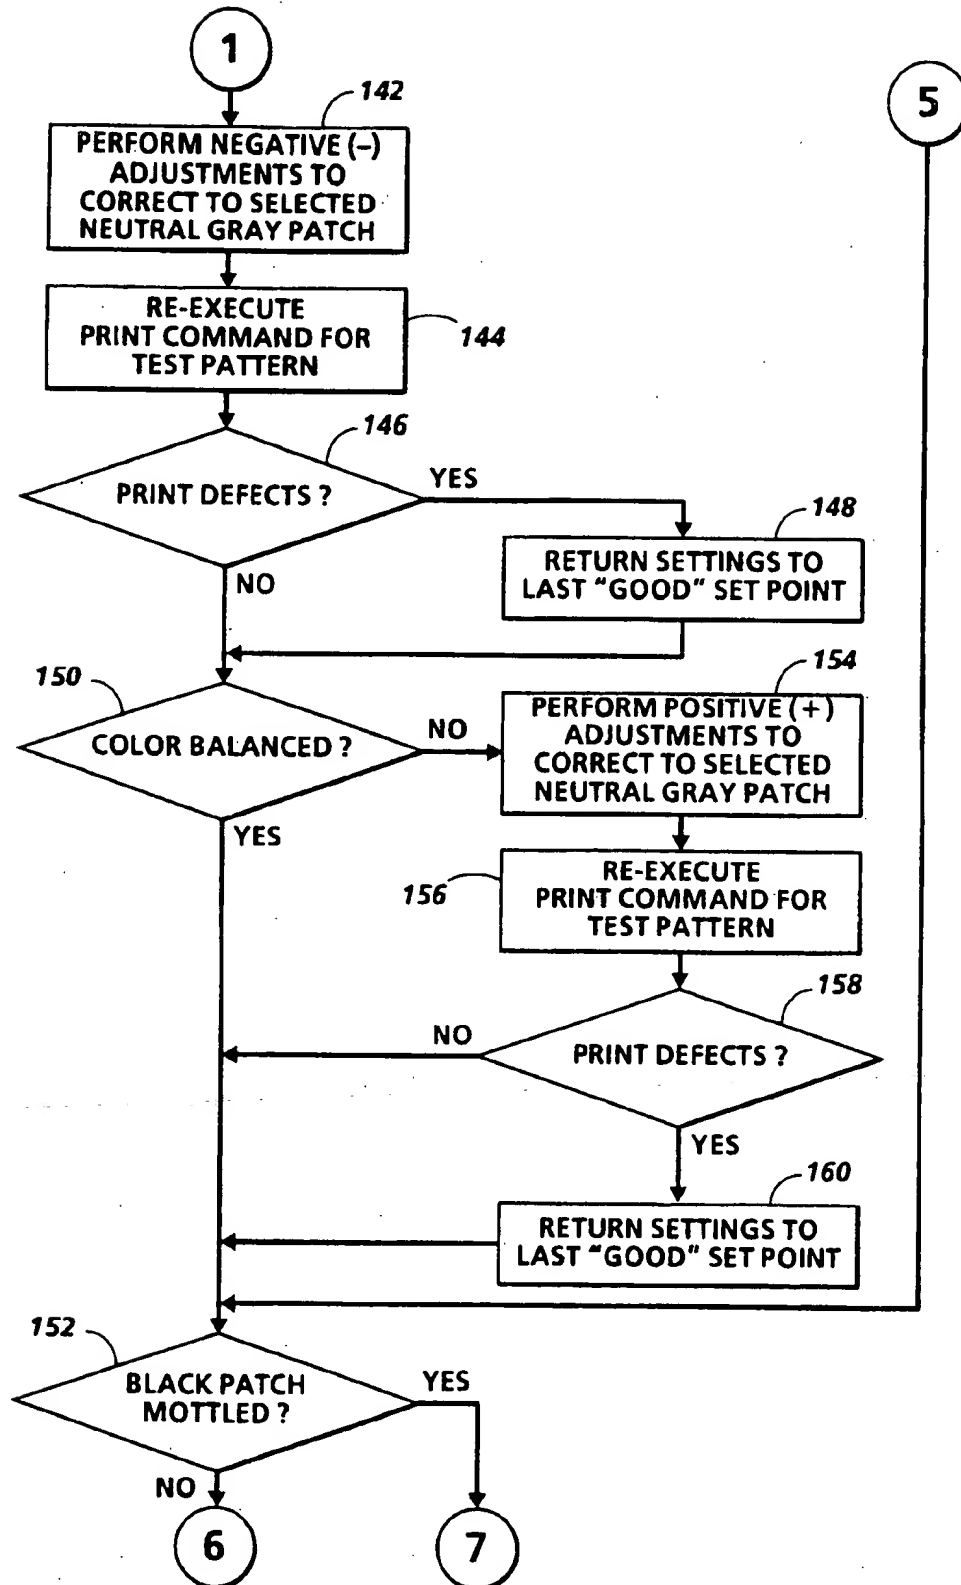 1
5
142
PERFORM NEGATIVE (–)
ADJUSTMENTS TO
CORRECT TO SELECTED
NEUTRAL GRAY PATCH
RE-EXECUTE
PRINT COMMAND FOR
TEST PATTERN
144
146
PRINT DEFECTS ?
YES
NO
148
RETURN SETTINGS TO
LAST "GOOD" SET POINT
150
COLOR BALANCED ?
NO
YES
154
PERFORM POSITIVE (+)
ADJUSTMENTS TO
CORRECT TO SELECTED
NEUTRAL GRAY PATCH
156
RE-EXECUTE
PRINT COMMAND FOR
TEST PATTERN
158
PRINT DEFECTS ?
NO
YES
160
RETURN SETTINGS TO
LAST "GOOD" SET POINT
152
BLACK PATCH
MOTTLED ?
YES
NO
6
7